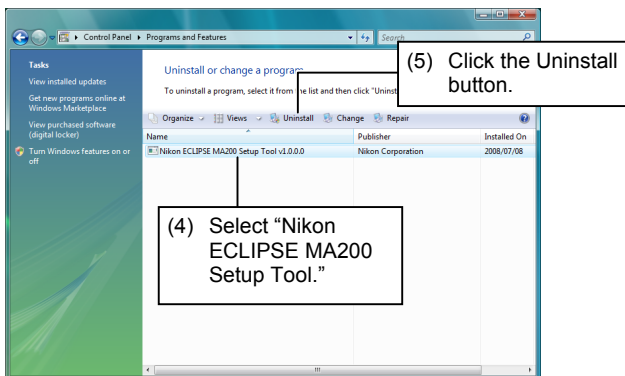 Control Panel ▸ Programs and Features
Search
Tasks
View installed updates
Get new programs online at
Windows Marketplace
View purchased software
(digital locker)
Turn Windows features on or
off
Uninstall or change a program
To uninstall a program, select it from the list and then click "Uninst
Organize
Views
Uninstall
Change
Repair
Name
Publisher
Installed On
Nikon ECLIPSE MA200 Setup Tool v1.0.0.0
Nikon Corporation
2008/07/08
(5) Click the Uninstall
button.
(4) Select “Nikon
ECLIPSE MA200
Setup Tool.”